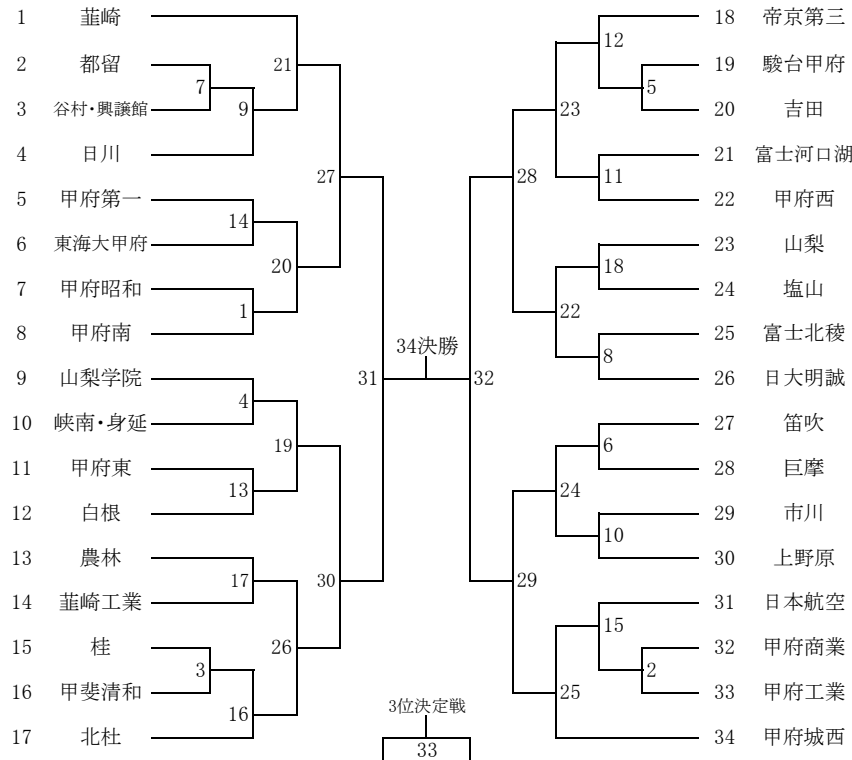 1 韮崎
2 都留
3 谷村・興譲館
4 日川
5 甲府第一
6 東海大甲府
7 甲府昭和
8 甲府南
9 山梨学院
10 峡南・身延
11 甲府東
12 白根
13 農林
14 韮崎工業
15 桂
16 甲斐清和
17 北杜
21
7
9
27
14
20
1
31
4
19
13
30
17
26
3
16
34決勝
3位決定戦
33
32
12
5
23
11
28
18
22
8
6
24
10
29
15
2
25
18 帝京第三
19 駿台甲府
20 吉田
21 富士河口湖
22 甲府西
23 山梨
24 塩山
25 富士北稜
26 日大明誠
27 笛吹
28 巨摩
29 市川
30 上野原
31 日本航空
32 甲府商業
33 甲府工業
34 甲府城西